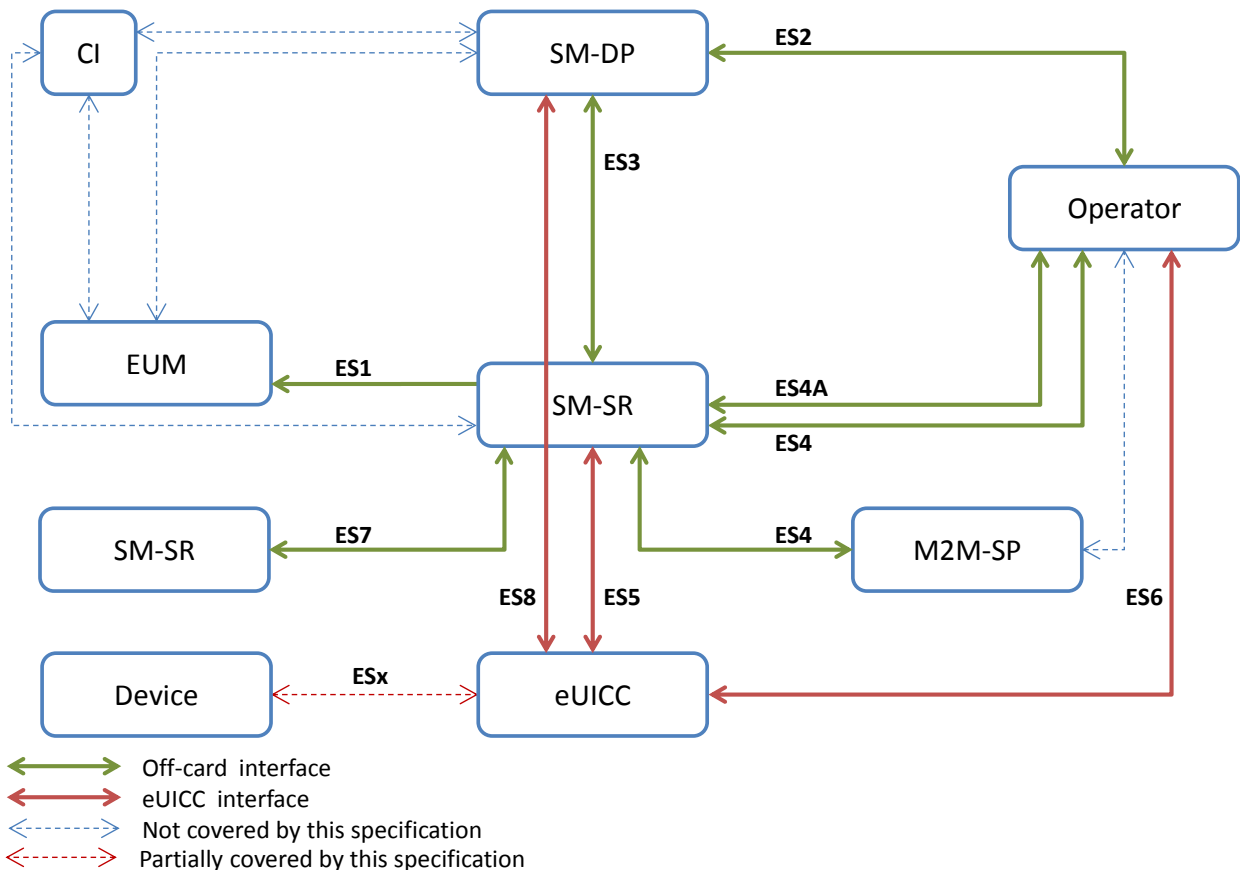 CI
SM-DP
ES2
ES3
Operator
EUM
ES1
SM-SR
ES4A
ES4
SM-SR
ES7
ES4
M2M-SP
ES8
ES5
ES6
Device
ESx
eUICC
Off-card interface
eUICC interface
Not covered by this specification
Partially covered by this specification